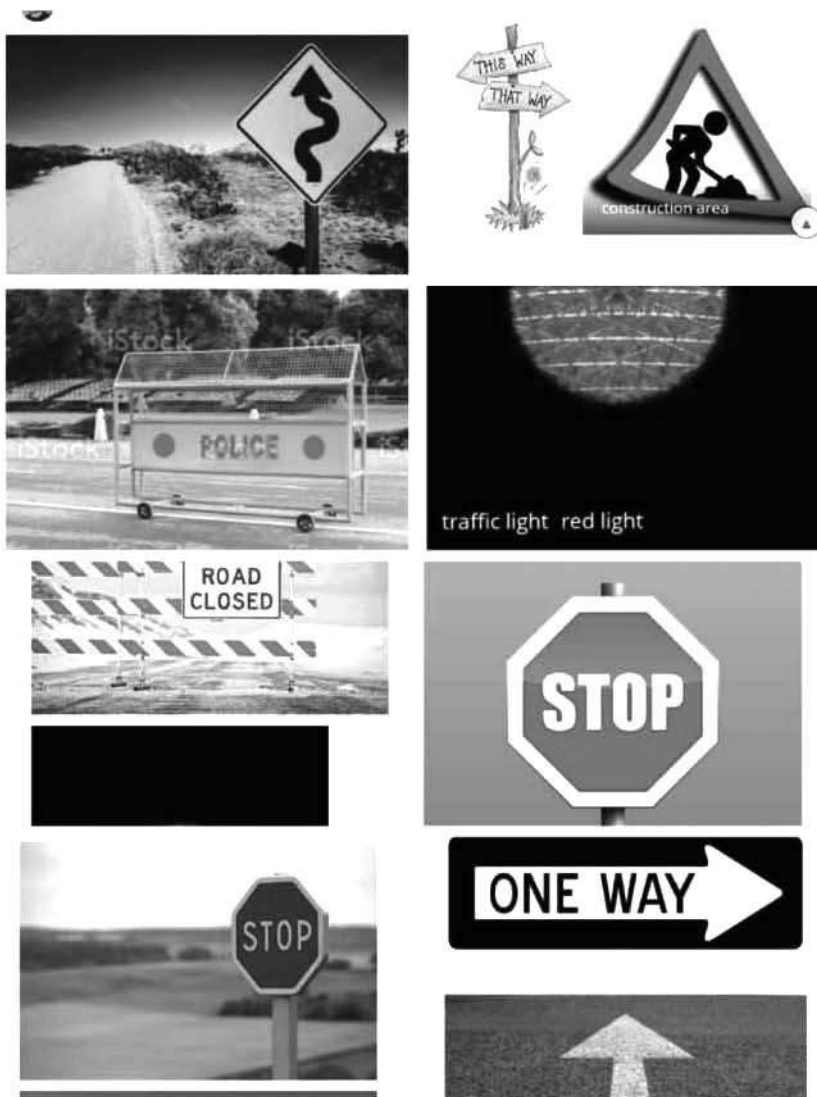 THIS WAY
THAT WAY
construction area
iStock
iStock
POLICE
iStock
iS
traffic light red light
ROAD
CLOSED
STOP
STOP
ONE WAY